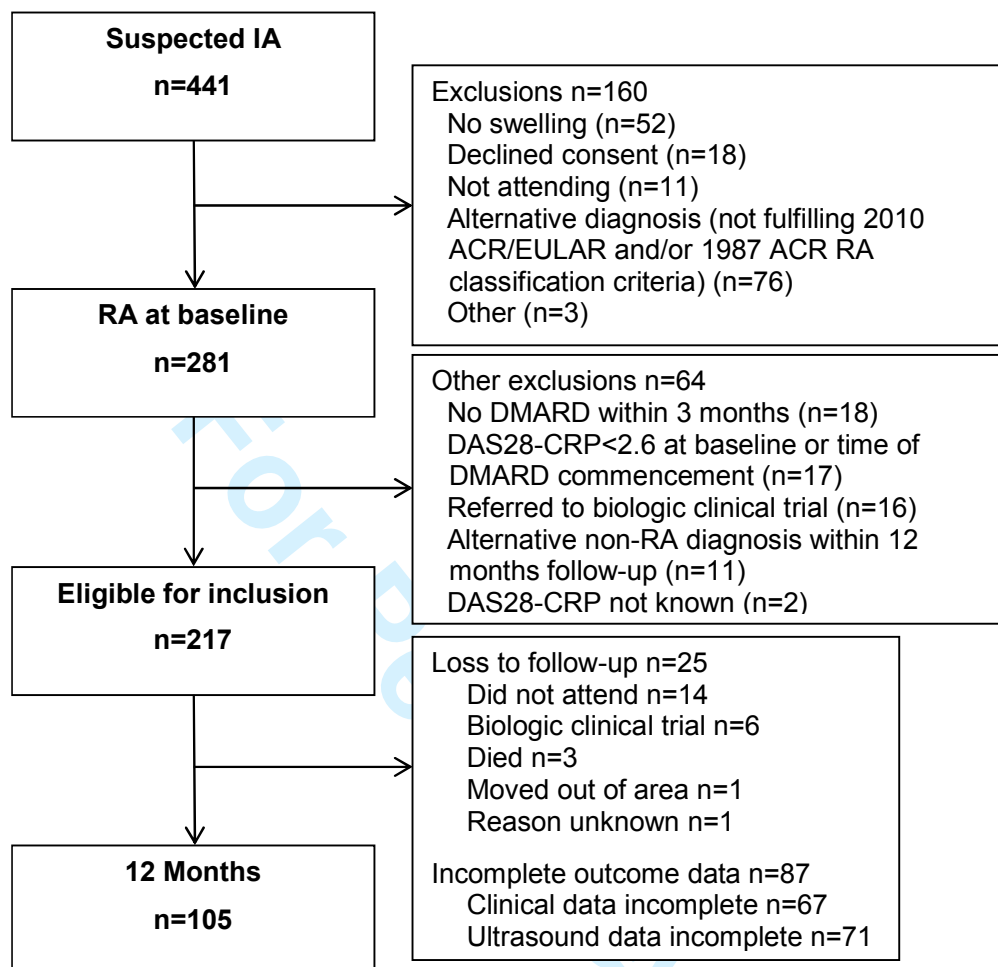 Suspected IA
n=441
Exclusions n=160
No swelling (n=52)
Declined consent (n=18)
Not attending (n=11)
Alternative diagnosis (not fulfilling 2010
ACR/EULAR and/or 1987 ACR RA
classification criteria) (n=76)
Other (n=3)
RA at baseline
n=281
Other exclusions n=64
No DMARD within 3 months (n=18)
DAS28-CRP<2.6 at baseline or time of
DMARD commencement (n=17)
Referred to biologic clinical trial (n=16)
Alternative non-RA diagnosis within 12
months follow-up (n=11)
DAS28-CRP not known (n=2)
Eligible for inclusion
n=217
Loss to follow-up n=25
Did not attend n=14
Biologic clinical trial n=6
Died n=3
Moved out of area n=1
Reason unknown n=1
Incomplete outcome data n=87
Clinical data incomplete n=67
Ultrasound data incomplete n=71
12 Months
n=105
For Pe